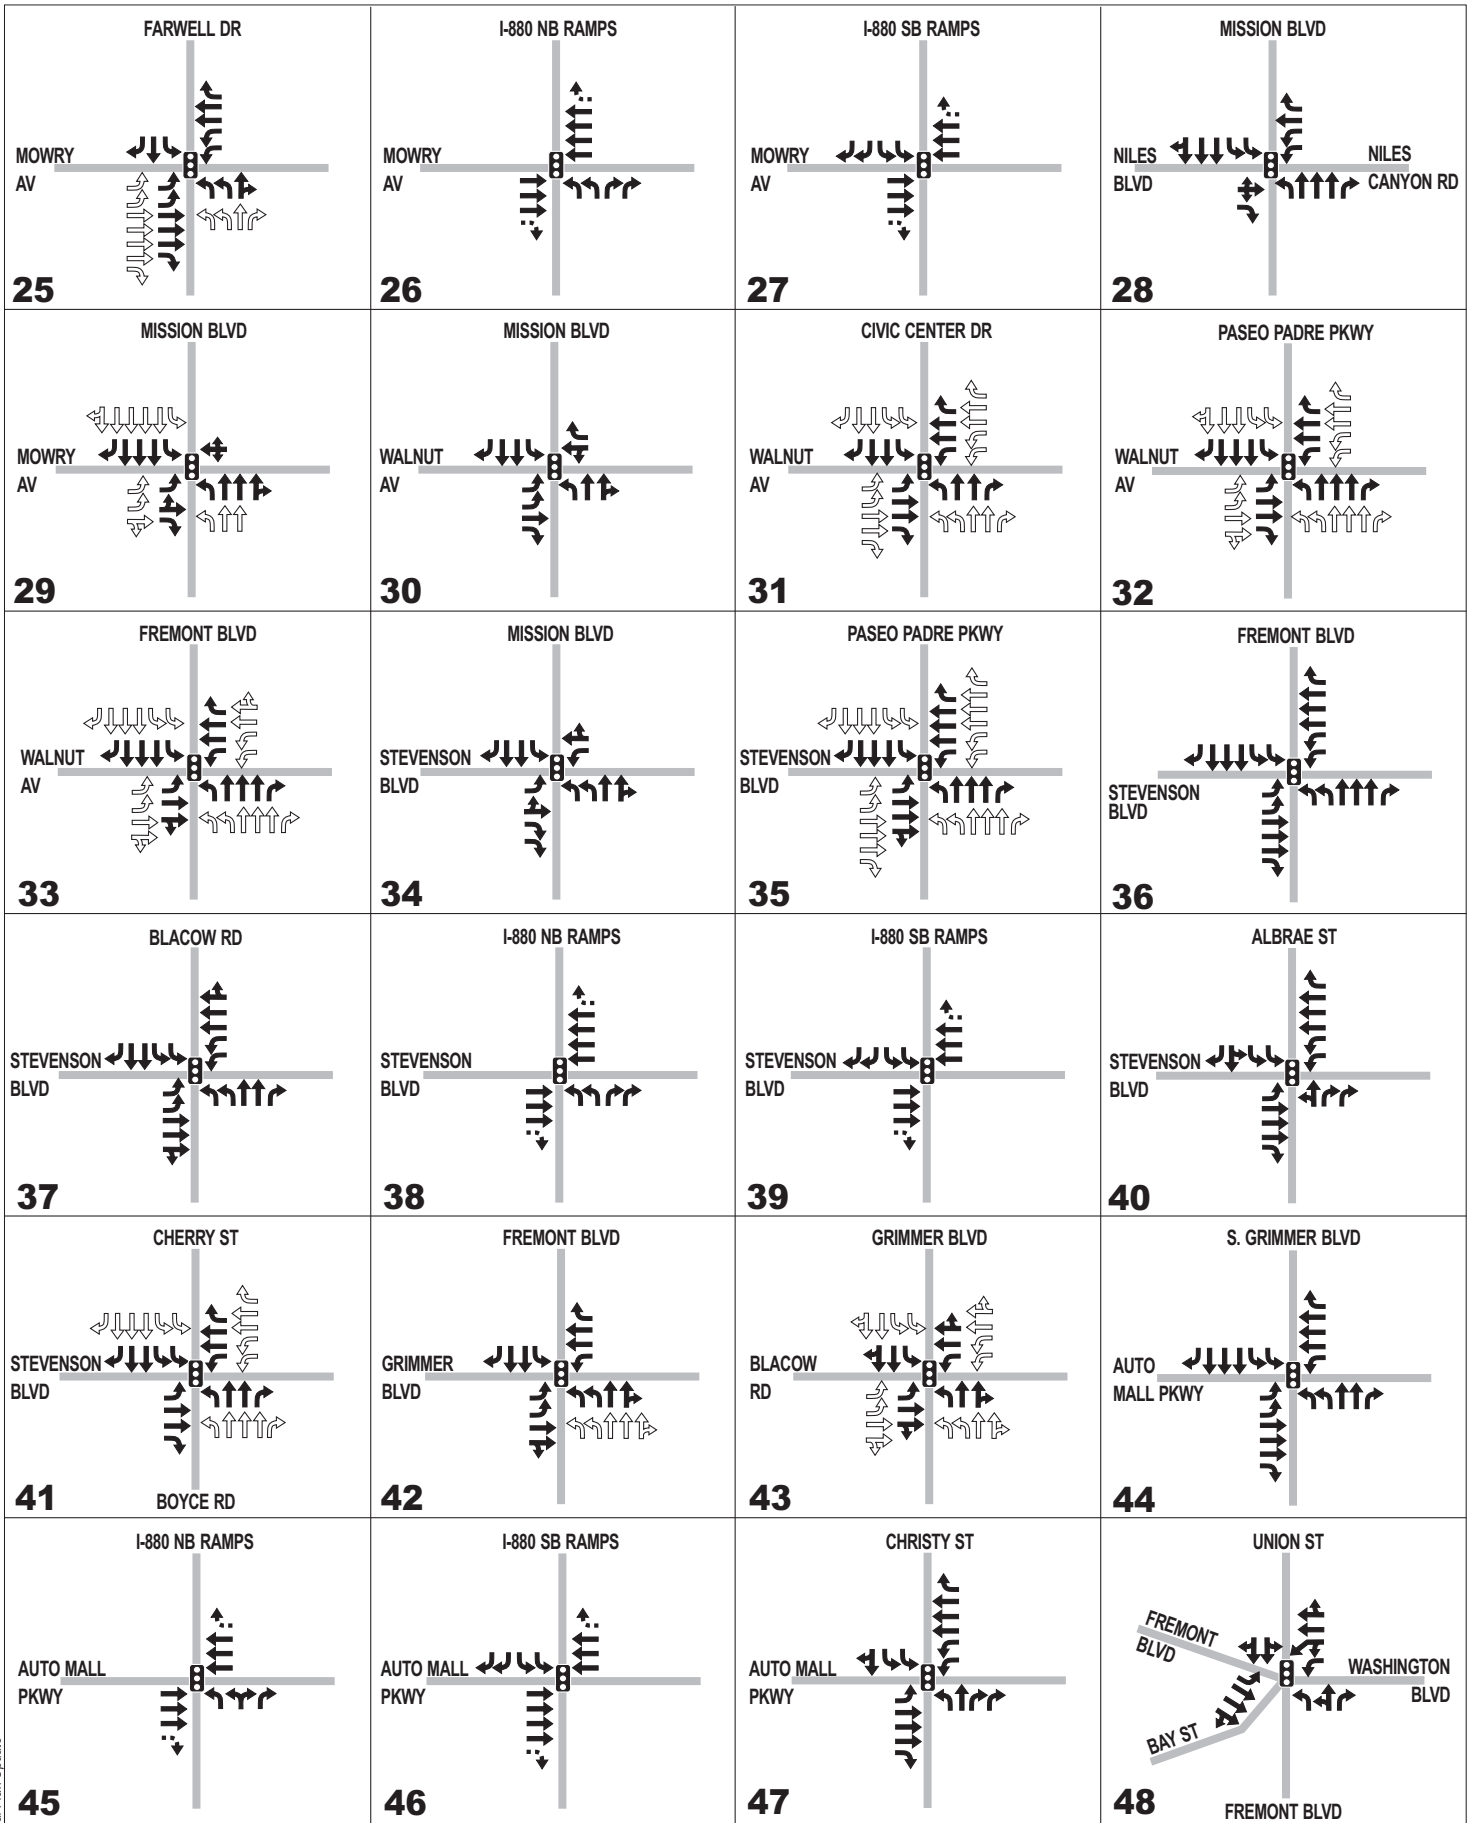 FARWELL DR
MOWRY
AV
25
I-880 NB RAMPS
MOWRY
AV
26
I-880 SB RAMPS
MOWRY
AV
27
MISSION BLVD
NILES
BLVD
NILES
CANYON RD
28
MISSION BLVD
MOWRY
AV
29
MISSION BLVD
WALNUT
AV
30
CIVIC CENTER DR
WALNUT
AV
31
PASEO PADRE PKWY
WALNUT
AV
32
FREMONT BLVD
WALNUT
AV
33
MISSION BLVD
STEVENSON
BLVD
34
PASEO PADRE PKWY
STEVENSON
BLVD
35
FREMONT BLVD
STEVENSON
BLVD
36
BLACOW RD
STEVENSON
BLVD
37
I-880 NB RAMPS
STEVENSON
BLVD
38
I-880 SB RAMPS
STEVENSON
BLVD
39
ALBRAE ST
STEVENSON
BLVD
40
CHERRY ST
STEVENSON
BLVD
BOYCE RD
41
FREMONT BLVD
GRIMMER
BLVD
42
GRIMMER BLVD
BLACOW
RD
43
S. GRIMMER BLVD
AUTO
MALL PKWY
44
I-880 NB RAMPS
AUTO MALL
PKWY
45
I-880 SB RAMPS
AUTO MALL
PKWY
46
CHRISTY ST
AUTO MALL
PKWY
47
UNION ST
FREMONT
BLVD
WASHINGTON
BLVD
BAY ST
FREMONT BLVD
48